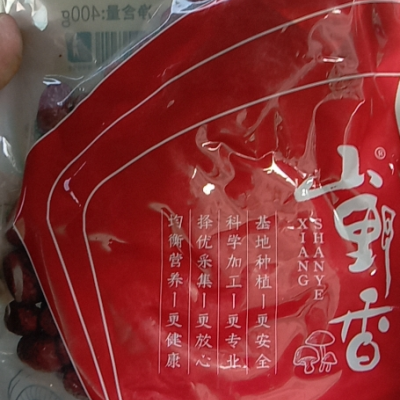 净含量:400g
山野香
®
SHANYE
XIANG
基地种植—更安全
科学加工—更专业
择优采集—更放心
均衡营养—更健康